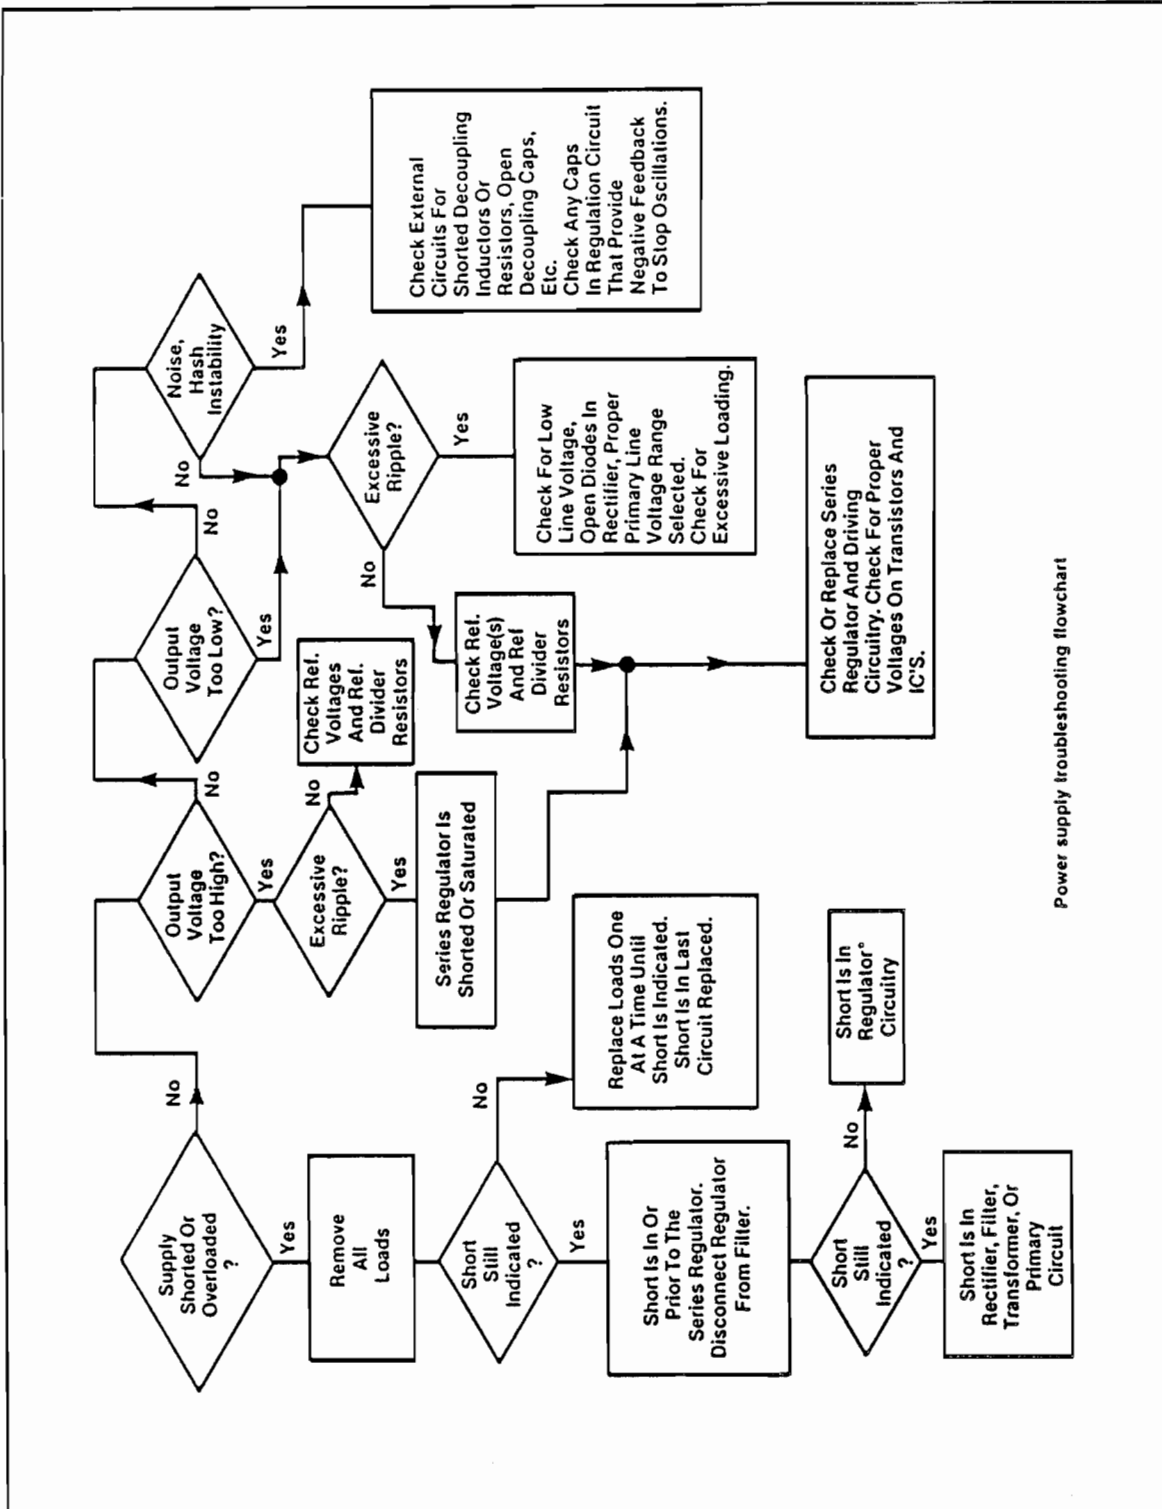 Supply
Shorted Or
Overloaded
?
No
Yes
Remove
All
Loads
Short
Still
Indicated
?
No
Yes
Replace Loads One
At A Time Until
Short Is Indicated.
Short Is In Last
Circuit Replaced.
Short Is In Or
Prior To The
Series Regulator.
Disconnect Regulator
From Filter.
Short
Still
Indicated
?
No
Yes
Short Is In
Regulator"
Circuitry
Short Is In
Rectifier, Filter,
Transformer, Or
Primary
Circuit
Output
Voltage
Too High?
No
Yes
Excessive
Ripple?
No
Yes
Check Ref.
Voltages
And Ref.
Divider
Resistors
Series Regulator Is
Shorted Or Saturated
Output
Voltage
Too Low?
No
Yes
Noise,
Hash
Instability
No
Yes
Check External
Circuits For
Shorted Decoupling
Inductors Or
Resistors, Open
Decoupling Caps,
Etc.
Check Any Caps
In Regulation Circuit
That Provide
Negative Feedback
To Stop Oscillations.
Excessive
Ripple?
No
Yes
Check For Low
Line Voltage,
Open Diodes In
Rectifier, Proper
Primary Line
Voltage Range
Selected.
Check For
Excessive Loading.
Check Ref.
Voltage(s)
And Ref
Divider
Resistors
Check Or Replace Series
Regulator And Driving
Circuitry. Check For Proper
Voltages On Transistors And
IC'S.
Power supply troubleshooting flowchart